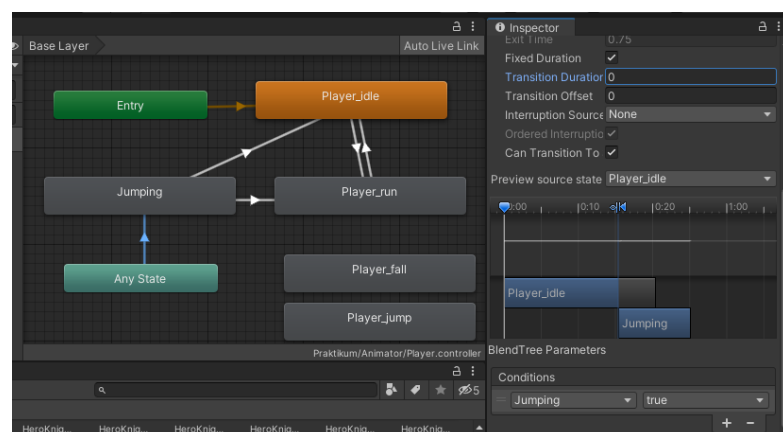 Inspector
Base Layer
Auto Live Link
Exit Time 0.75
Fixed Duration
Transition Duration 0
Transition Offset 0
Interruption Source None
Ordered Interruptio
Can Transition To
Preview source state Player_idle
0:00 0:10 0:20 1:00
Player_idle
Jumping
BlendTree Parameters
Conditions
Jumping true
+ -
Entry
Player_idle
Jumping
Player_run
Any State
Player_fall
Player_jump
Praktikum/Animator/Player.controller
5
HeroKnig... HeroKnig... HeroKnig... HeroKnig... HeroKnig... HeroKnig...